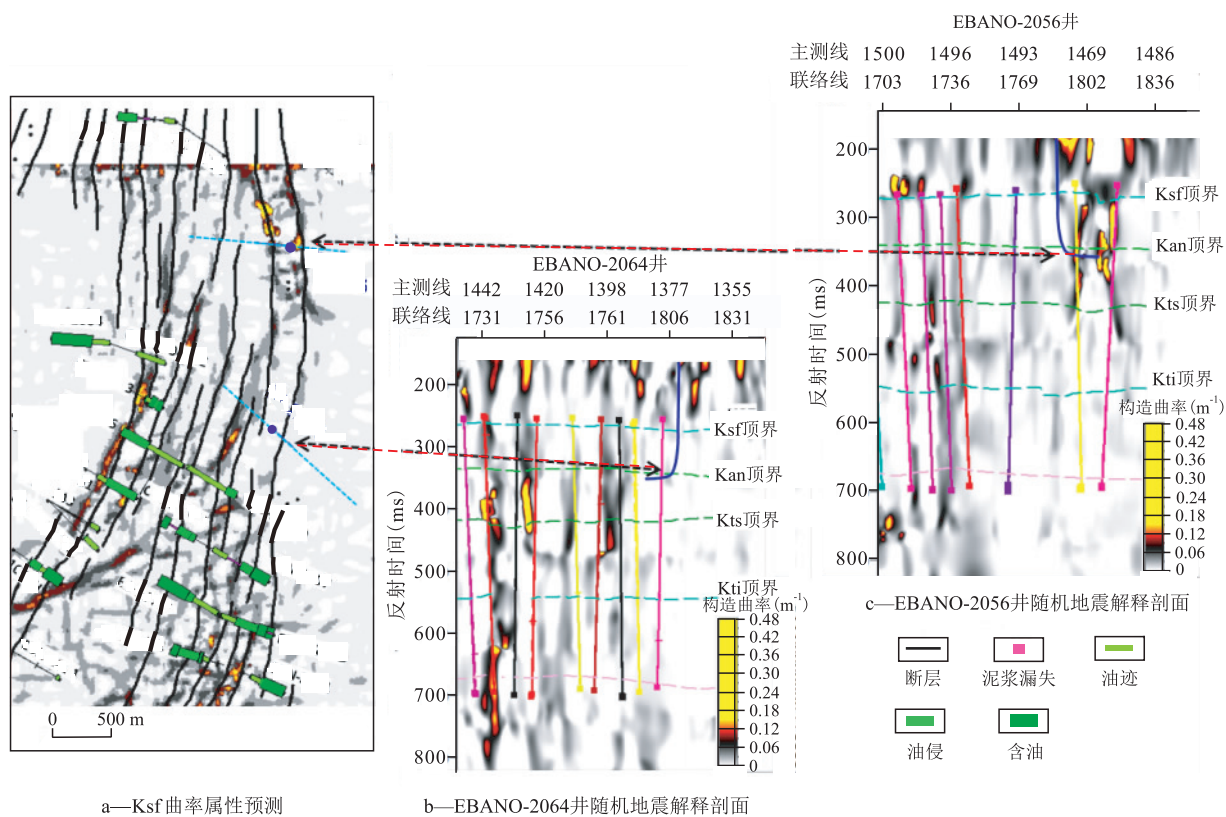 EBANO-2056井
主测线 1500 1496 1493 1469 1486
联络线 1703 1736 1769 1802 1836
200
300
400
500
600
700
800
反射时间(ms)
Ksf顶界
Kan顶界
Kts顶界
Kti顶界
构造曲率(m-1)
0.48
0.42
0.36
0.30
0.24
0.18
0.12
0.06
0
c—EBANO-2056井随机地震解释剖面
EBANO-2064井
主测线 1442 1420 1398 1377 1355
联络线 1731 1756 1761 1806 1831
200
300
400
500
600
700
800
反射时间(ms)
Ksf顶界
Kan顶界
Kts顶界
Kti顶界
构造曲率(m-1)
0.48
0.42
0.36
0.30
0.24
0.18
0.12
0.06
0
b—EBANO-2064井随机地震解释剖面
0 500 m
a—Ksf曲率属性预测
断层 泥浆漏失 油迹
油侵 含油